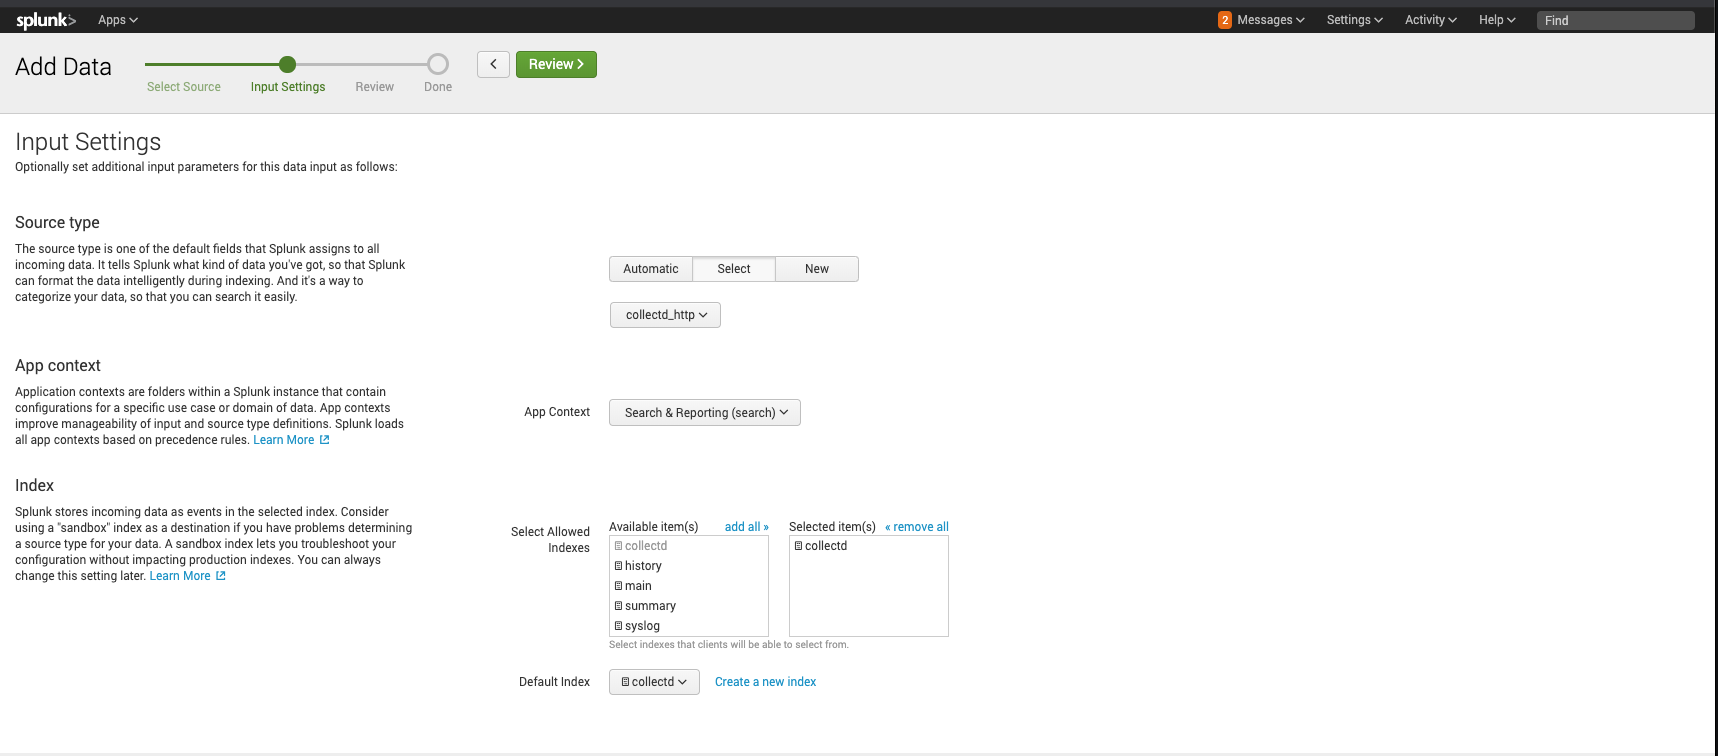 splunk> Apps 2 Messages Settings Activity Help Find
Add Data
Select Source Input Settings Review Done
Review
Input Settings
Optionally set additional input parameters for this data input as follows:
Source type
The source type is one of the default fields that Splunk assigns to all
incoming data. It tells Splunk what kind of data you've got, so that Splunk
can format the data intelligently during indexing. And it's a way to
categorize your data, so that you can search it easily.
Automatic Select New
collectd_http
App context
Application contexts are folders within a Splunk instance that contain
configurations for a specific use case or domain of data. App contexts
improve manageability of input and source type definitions. Splunk loads
all app contexts based on precedence rules. Learn More
App Context Search & Reporting (search)
Index
Splunk stores incoming data as events in the selected index. Consider
using a "sandbox" index as a destination if you have problems determining
a source type for your data. A sandbox index lets you troubleshoot your
configuration without impacting production indexes. You can always
change this setting later. Learn More
Select Allowed
Indexes
Available item(s) add all »
collectd
history
main
summary
syslog
Selected item(s) « remove all
collectd
Select indexes that clients will be able to select from.
Default Index collectd Create a new index